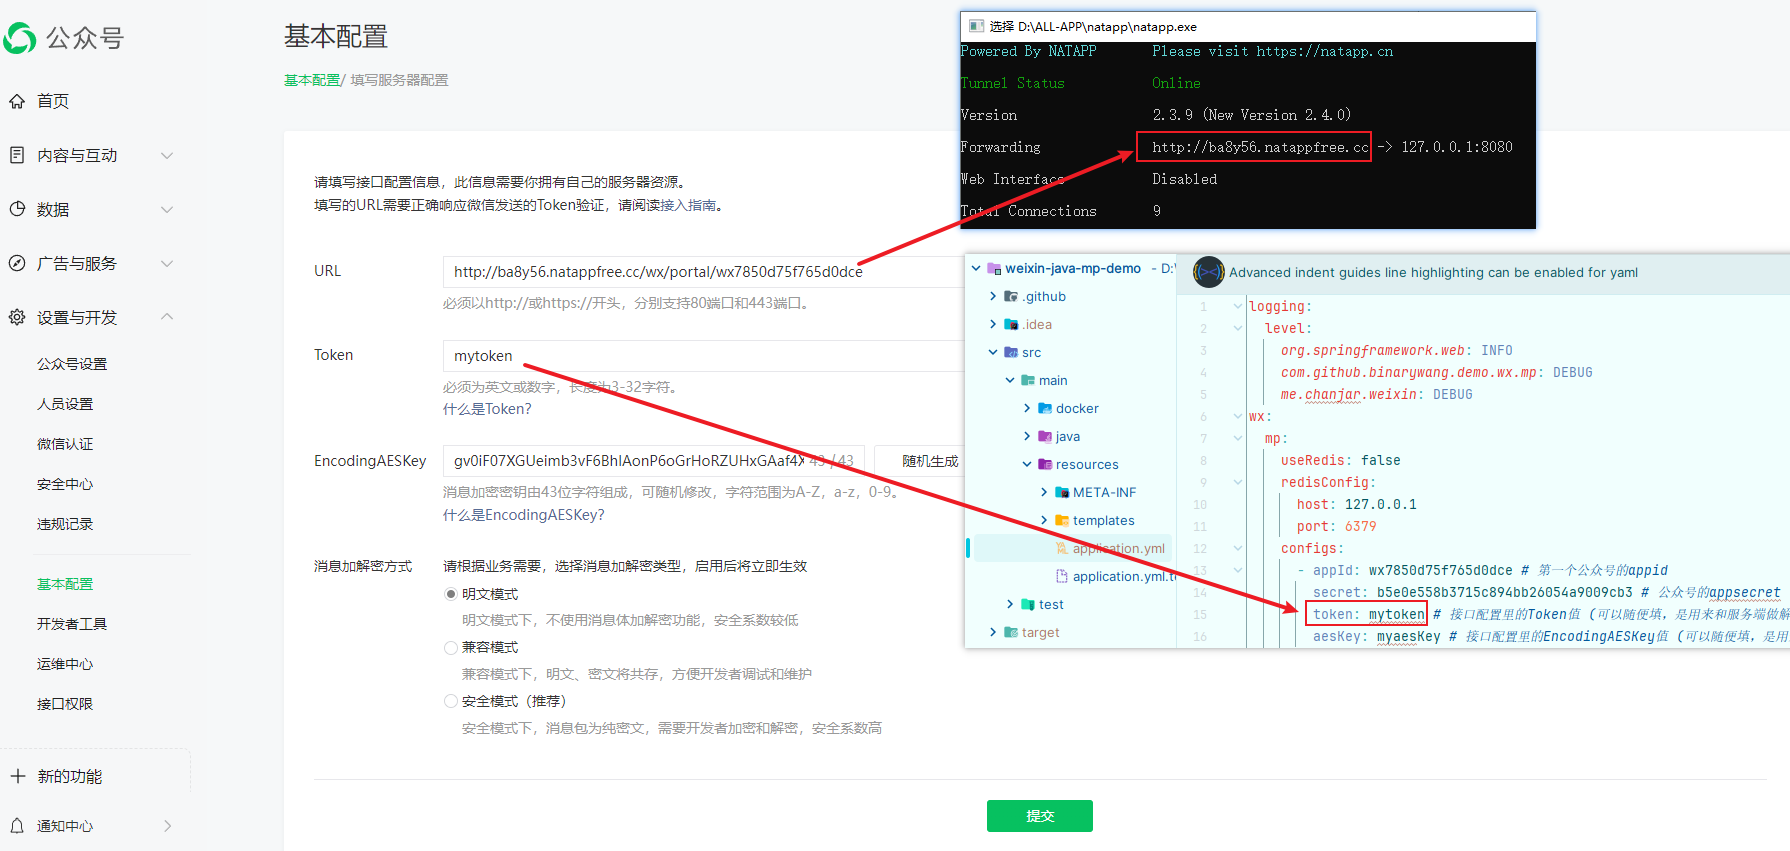 公众号
首页
内容与互动
数据
广告与服务
设置与开发
公众号设置
人员设置
微信认证
安全中心
违规记录
基本配置
开发者工具
运维中心
接口权限
新的功能
通知中心
基本配置
基本配置/ 填写服务器配置
请填写接口配置信息，此信息需要你拥有自己的服务器资源。
填写的URL需要正确响应微信发送的Token验证，请阅读接入指南。
URL
http://ba8y56.natappfree.cc/wx/portal/wx7850d75f765d0dce
必须以http://或https://开头，分别支持80端口和443端口。
Token
mytoken
必须为英文或数字，长度为3-32字符。
什么是Token?
EncodingAESKey
gv0iF07XGUeimb3vF6BhIAonP6oGrHoRZUHxGAaf4X 43 / 43
随机生成
消息加密密钥由43位字符组成，可随机修改，字符范围为A-Z，a-z，0-9。
什么是EncodingAESKey?
消息加解密方式
请根据业务需要，选择消息加解密类型，启用后将立即生效
明文模式
明文模式下，不使用消息体加解密功能，安全系数较低
兼容模式
兼容模式下，明文、密文将共存，方便开发者调试和维护
安全模式（推荐）
安全模式下，消息包为纯密文，需要开发者加密和解密，安全系数高
提交
选择 D:\ALL-APP\natapp\natapp.exe
Powered By NATAPP Please visit https://natapp.cn
Tunnel Status Online
Version 2.3.9 (New Version 2.4.0)
Forwarding http://ba8y56.natappfree.cc -> 127.0.0.1:8080
Web Interface Disabled
Total Connections 9
weixin-java-mp-demo - D:\
.github
.idea
src
main
docker
java
resources
META-INF
templates
application.yml
application.yml.t
test
target
Advanced indent guides line highlighting can be enabled for yaml
1 logging:
2 level:
3 org.springframework.web: INFO
4 com.github.binarywang.demo.wx.mp: DEBUG
5 me.chanjar.weixin: DEBUG
6 wx:
7 mp:
8 useRedis: false
9 redisConfig:
10 host: 127.0.0.1
11 port: 6379
12 configs:
13 - appId: wx7850d75f765d0dce # 第一个公众号的appid
14 secret: b5e0e558b3715c894bb26054a9009cb3 # 公众号的appsecret
15 token: mytoken # 接口配置里的Token值 (可以随便填，是用来和服务端做解
16 aesKey: myaesKey # 接口配置里的EncodingAESKey值 (可以随便填，是用